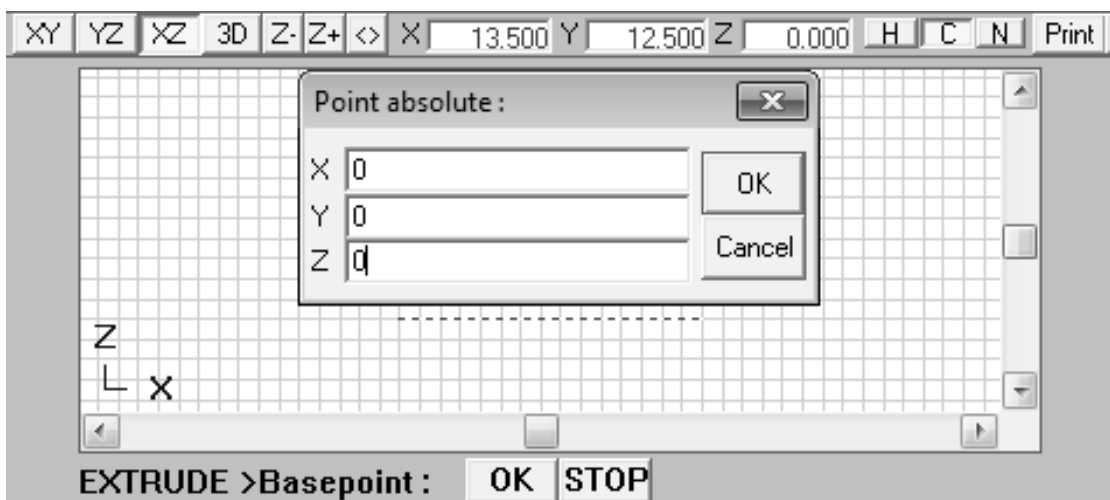 XY YZ XZ 3D Z- Z+ <> X 13.500 Y 12.500 Z 0.000 H C N Print
Point absolute :
X 0
OK
Y 0
Z 0
Cancel
Z
X
EXTRUDE >Basepoint : OK STOP